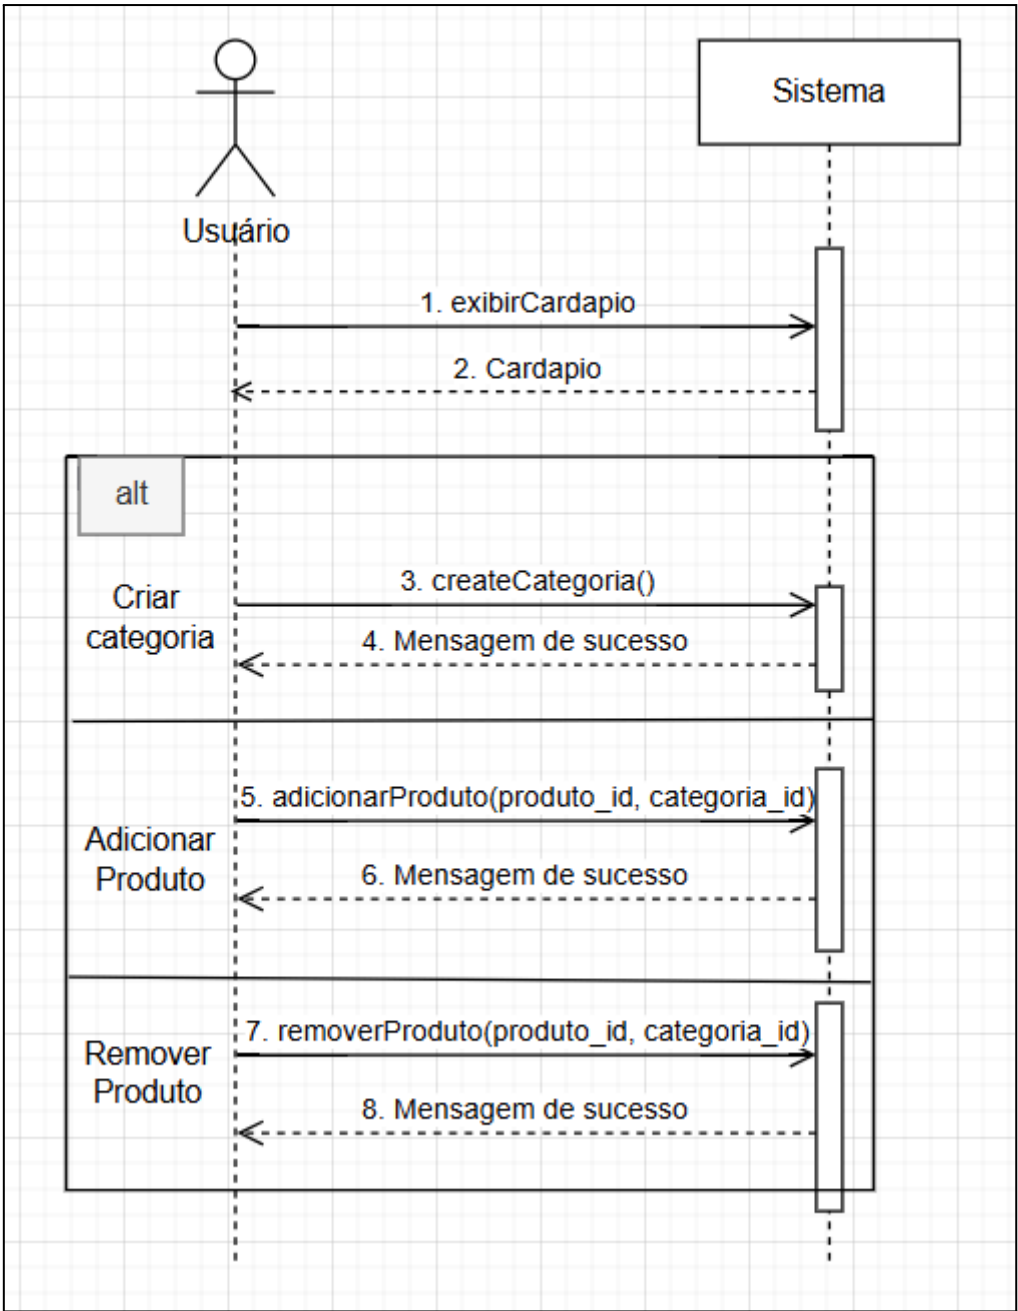 Sistema
Usuário
1. exibirCardapio
2. Cardapio
alt
3. createCategoria()
Criar
categoria
4. Mensagem de sucesso
5. adicionarProduto(produto_id, categoria_id)
Adicionar
Produto
6. Mensagem de sucesso
7. removerProduto(produto_id, categoria_id)
Remover
Produto
8. Mensagem de sucesso